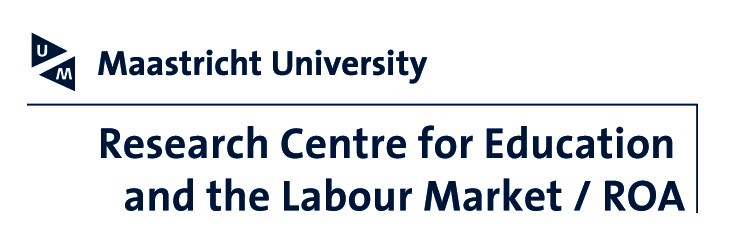 UM
Maastricht University
Research Centre for Education
and the Labour Market / ROA